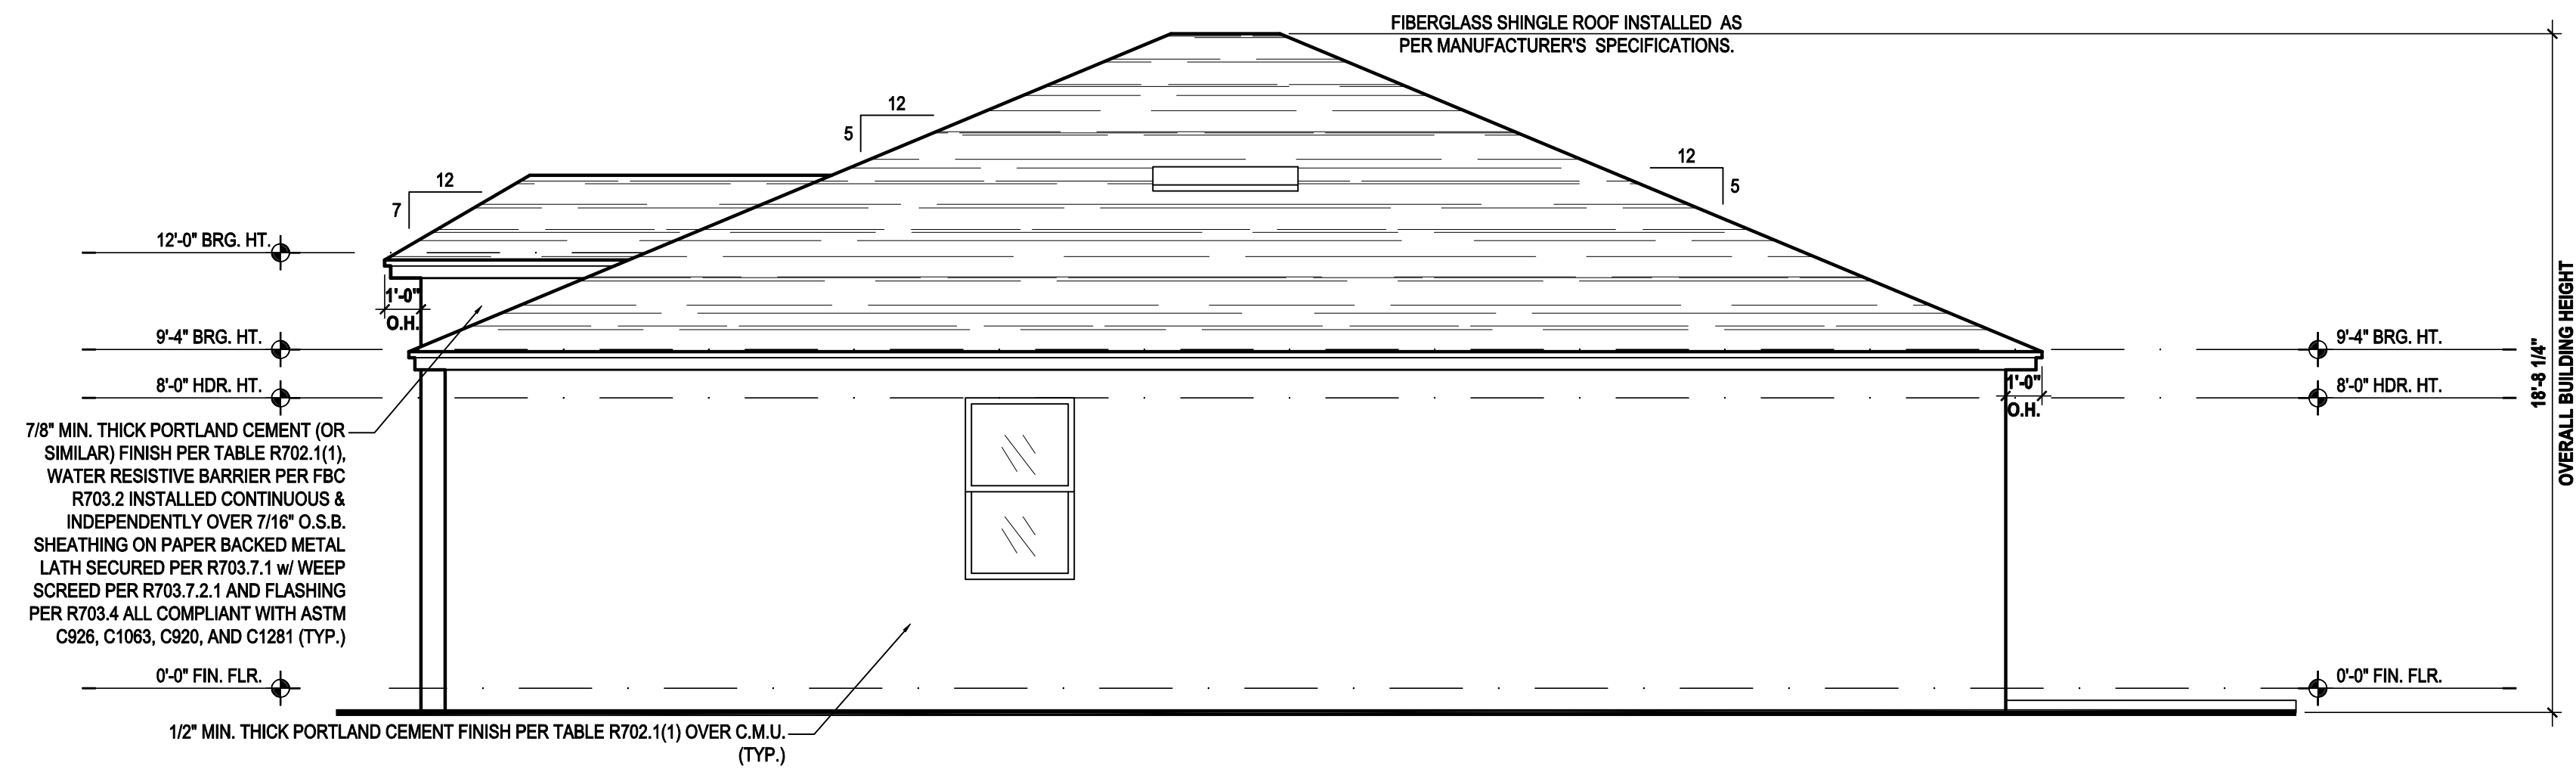 FIBERGLASS SHINGLE ROOF INSTALLED AS
PER MANUFACTURER'S SPECIFICATIONS.
12
5
12
5
12
7
12'-0" BRG. HT.
1'-0"
O.H.
9'-4" BRG. HT.
8'-0" HDR. HT.
9'-4" BRG. HT.
8'-0" HDR. HT.
1'-0"
O.H.
18'-8 1/4"
OVERALL BUILDING HEIGHT
7/8" MIN. THICK PORTLAND CEMENT (OR
SIMILAR) FINISH PER TABLE R702.1(1),
WATER RESISTIVE BARRIER PER FBC
R703.2 INSTALLED CONTINUOUS &
INDEPENDENTLY OVER 7/16" O.S.B.
SHEATHING ON PAPER BACKED METAL
LATH SECURED PER R703.7.1 w/ WEEP
SCREED PER R703.7.2.1 AND FLASHING
PER R703.4 ALL COMPLIANT WITH ASTM
C926, C1063, C920, AND C1281 (TYP.)
0'-0" FIN. FLR.
0'-0" FIN. FLR.
1/2" MIN. THICK PORTLAND CEMENT FINISH PER TABLE R702.1(1) OVER C.M.U.
(TYP.)